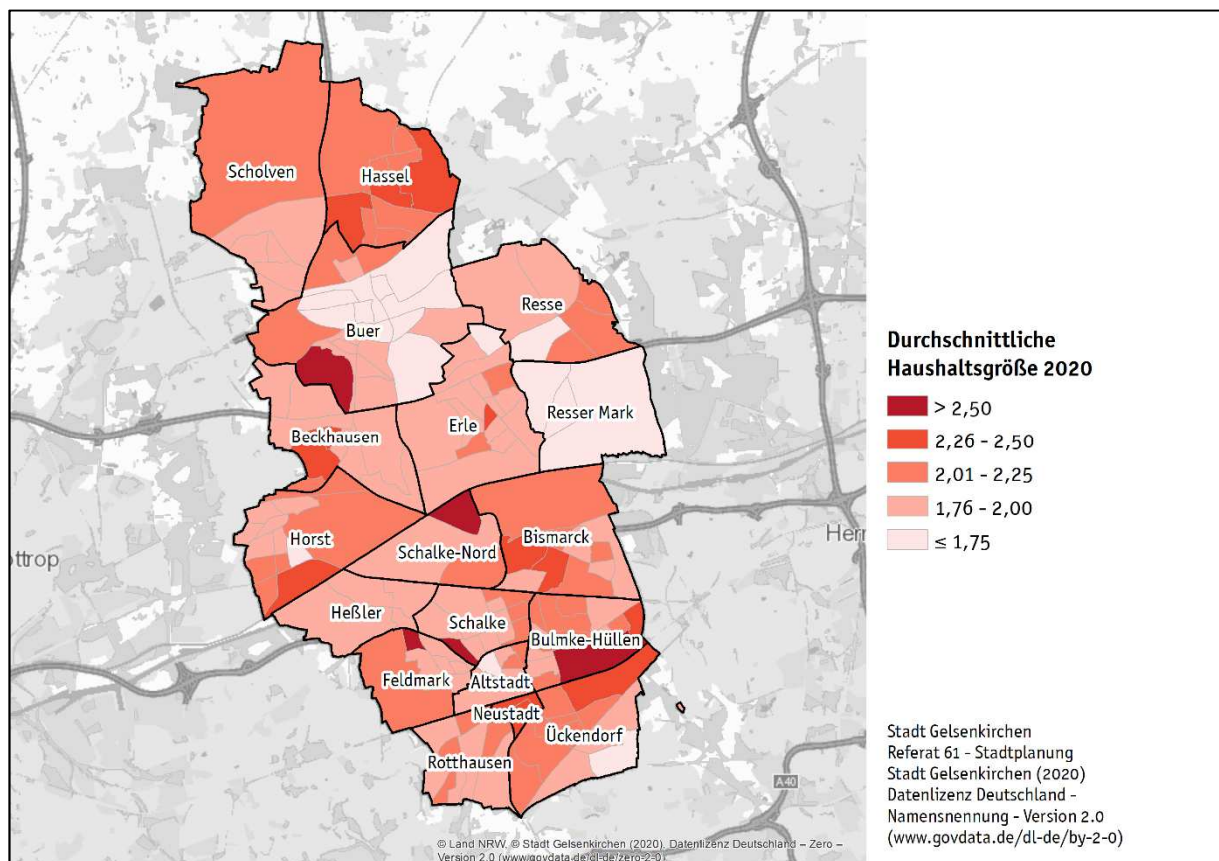 Scholven
Hassel
Resse
Buer
Resser Mark
Erle
Beckhausen
Horst
Bismarck
Schalke-Nord
Heßler
Schalke
Bulmke-Hüllen
Feldmark
Altstadt
Neustadt
Ückendorf
Rotthausen
ottrop
Hern
A40
© Land NRW, © Stadt Gelsenkirchen (2020), Datenlizenz Deutschland – Zero –
Version 2.0 (www.govdata.de/dl-de/zero-2-0)
Durchschnittliche
Haushaltsgröße 2020
> 2,50
2,26 - 2,50
2,01 - 2,25
1,76 - 2,00
≤ 1,75
Stadt Gelsenkirchen
Referat 61 - Stadtplanung
Stadt Gelsenkirchen (2020)
Datenlizenz Deutschland -
Namensnennung - Version 2.0
(www.govdata.de/dl-de/by-2-0)